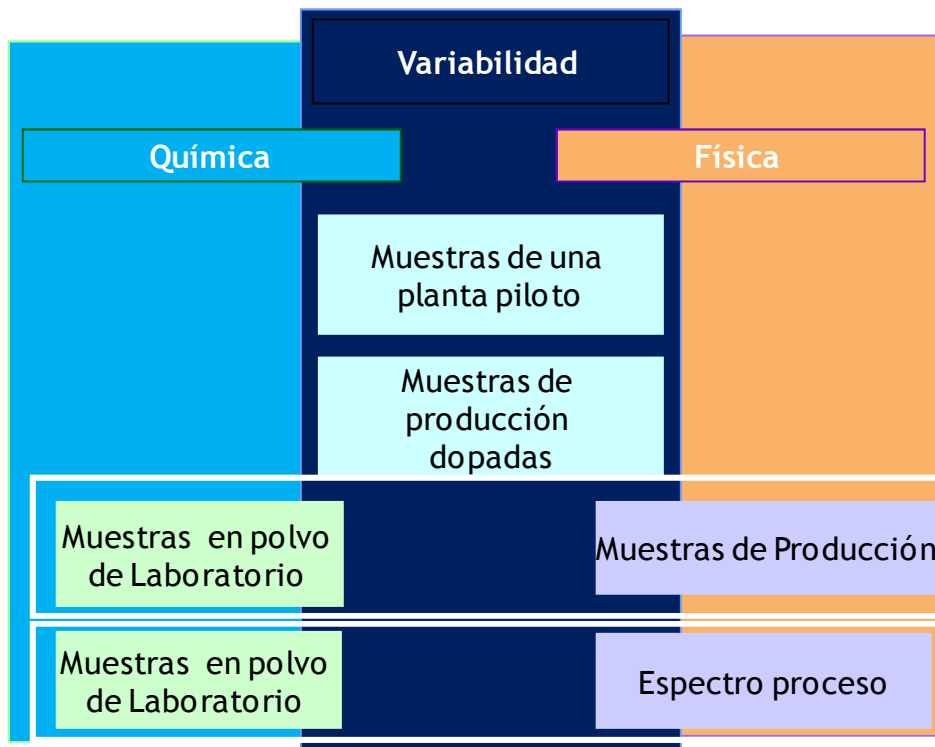 Variabilidad
Química
Física
Muestras de una
planta piloto
Muestras de
producción
dopadas
Muestras en polvo
de Laboratorio
Muestras de Producción
Muestras en polvo
de Laboratorio
Espectro proceso